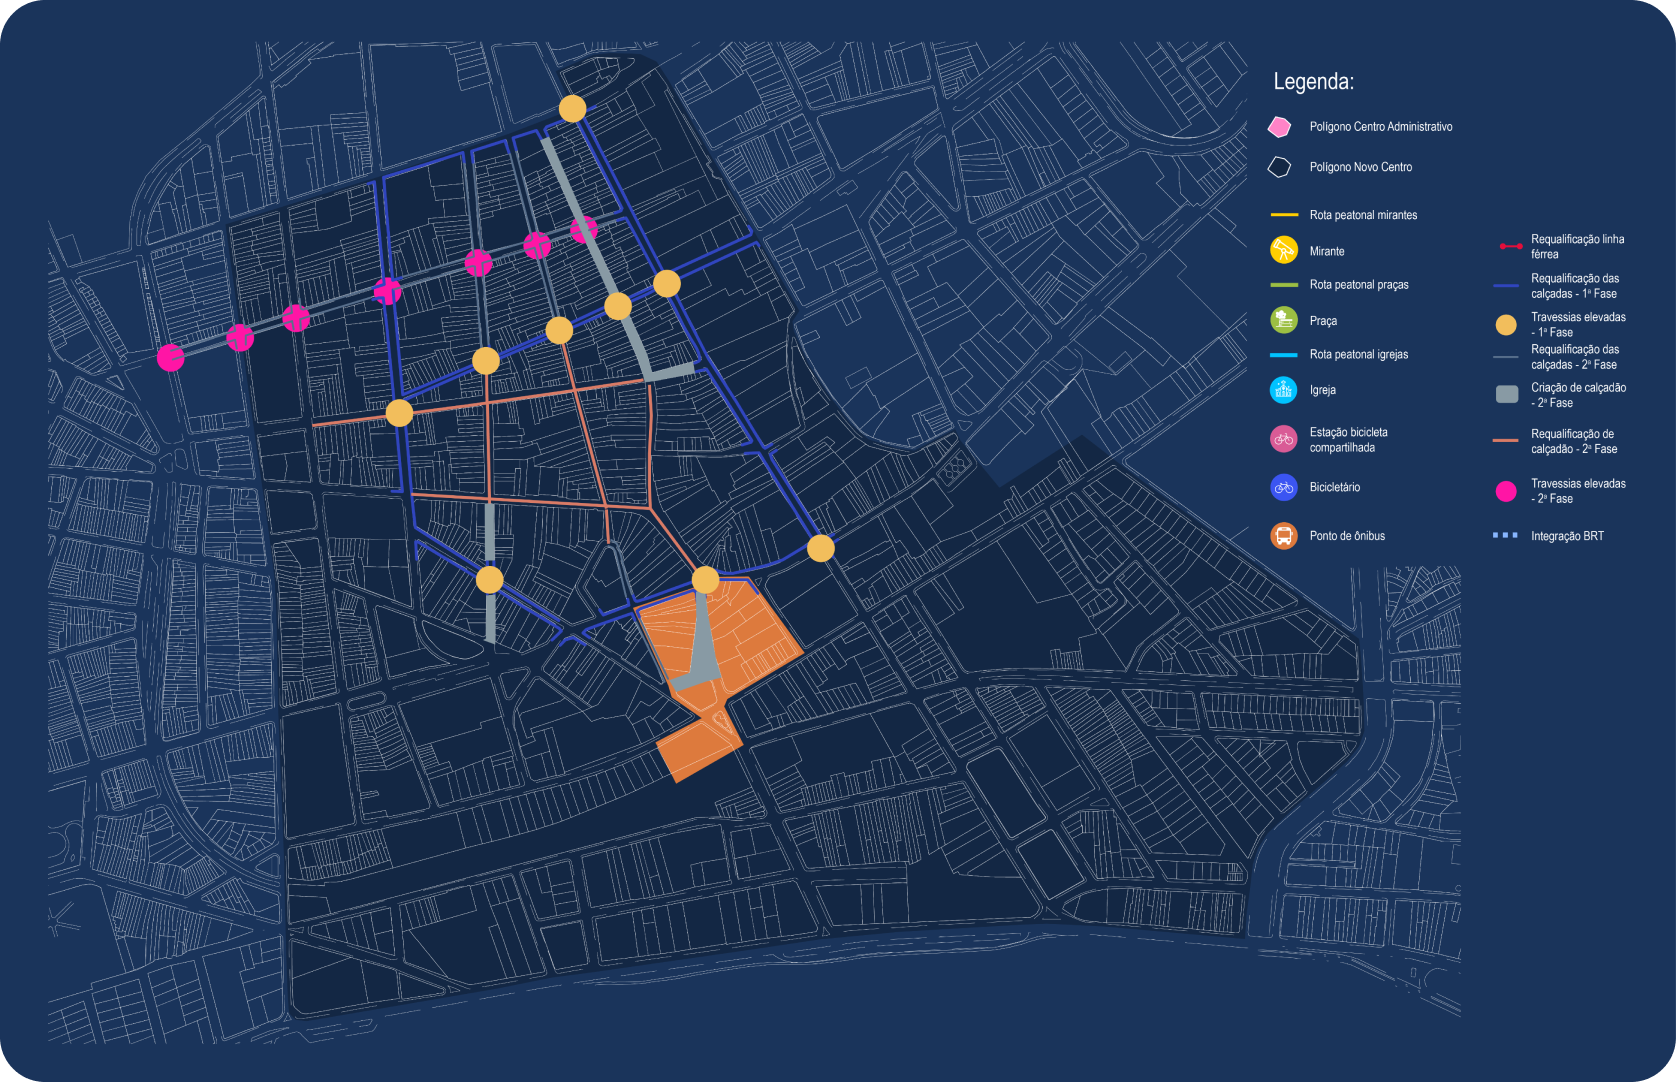 Legenda:
Polígono Centro Administrativo
Polígono Novo Centro
Rota peatonal mirantes
Mirante
Rota peatonal praças
Praça
Rota peatonal igrejas
Igreja
Estação bicicleta
compartilhada
Bicicletário
Ponto de ônibus
Requalificação linha
férrea
Requalificação das
calçadas - 1ª Fase
Travessias elevadas
- 1ª Fase
Requalificação das
calçadas - 2ª Fase
Criação de calçadão
- 2ª Fase
Requalificação de
calçadão - 2ª Fase
Travessias elevadas
- 2ª Fase
Integração BRT